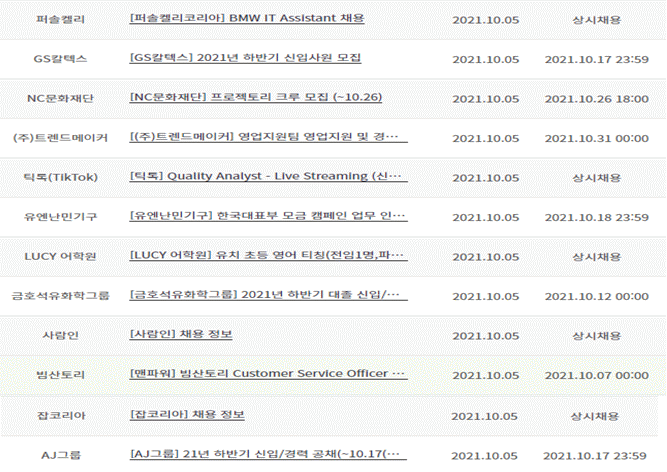 퍼솔켈리 [퍼솔켈리코리아] BMW IT Assistant 채용 2021.10.05 상시채용
GS칼텍스 [GS칼텍스] 2021년 하반기 신입사원 모집 2021.10.05 2021.10.17 23:59
NC문화재단 [NC문화재단] 프로젝토리 크루 모집 (~10.26) 2021.10.05 2021.10.26 18:00
(주)트렌드메이커 [(주)트렌드메이커] 영업지원팀 영업지원 및 경··· 2021.10.05 2021.10.31 00:00
틱톡(TikTok) [틱톡] Quality Analyst - Live Streaming (신··· 2021.10.05 상시채용
유엔난민기구 [유엔난민기구] 한국대표부 모금 캠페인 업무 인··· 2021.10.05 2021.10.18 23:59
LUCY 어학원 [LUCY 어학원] 유치 초등 영어 티칭(전임1명,파··· 2021.10.05 상시채용
금호석유화학그룹 [금호석유화학그룹] 2021년 하반기 대졸 신입/··· 2021.10.05 2021.10.12 00:00
사람인 [사람인] 채용 정보 2021.10.05 상시채용
빔산토리 [맨파워] 빔산토리 Customer Service Officer ··· 2021.10.05 2021.10.07 00:00
잡코리아 [잡코리아] 채용 정보 2021.10.05 상시채용
AJ그룹 [AJ그룹] 21년 하반기 신입/경력 공채(~10.17(··· 2021.10.05 2021.10.17 23:59